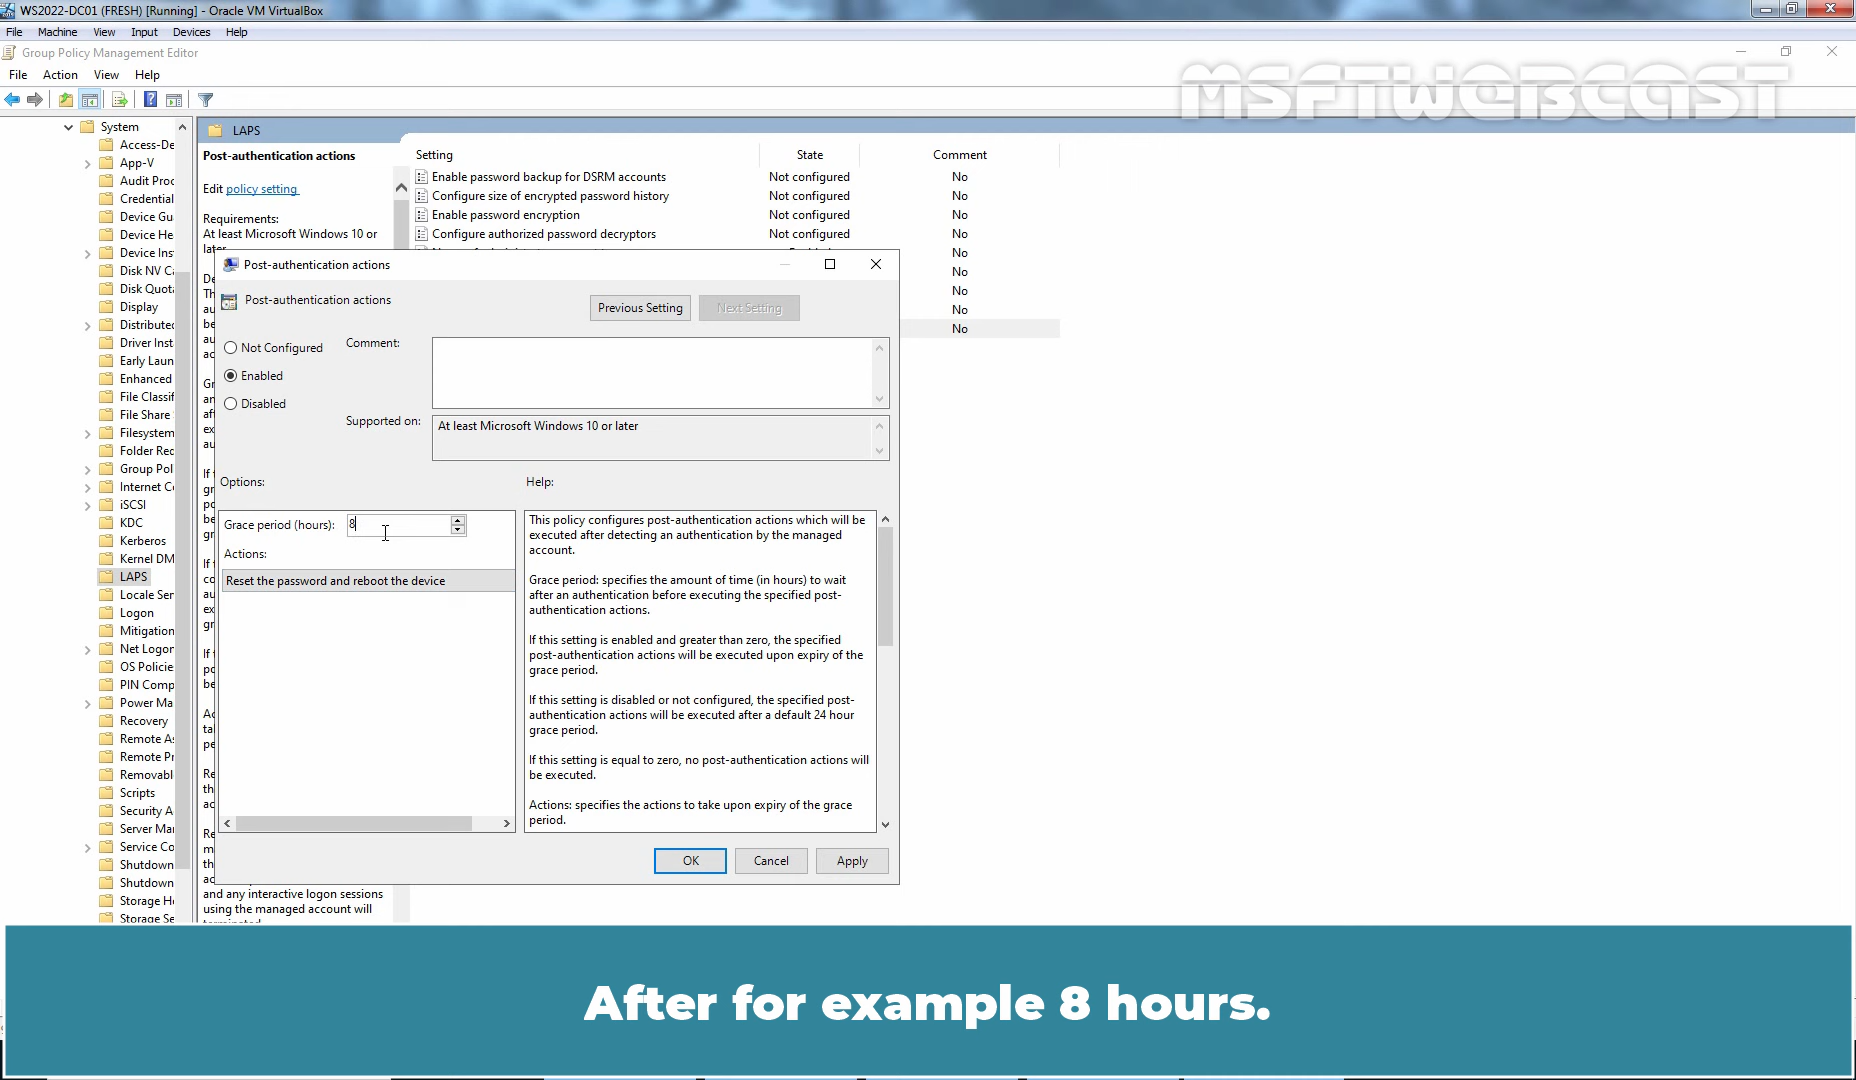 WS2022-DC01 (FRESH) [Running] - Oracle VM VirtualBox
File Machine View Input Devices Help
Group Policy Management Editor
File Action View Help
MSFTWEBCAST
System
Access-De
App-V
Audit Proc
Credential
Device Gu
Device He
Device Ins
Disk NV Ca
Disk Quota
Display
Distributed
Driver Inst
Early Laun
Enhanced
File Classif
File Share
Filesystem
Folder Red
Group Pol
Internet Co
iSCSI
KDC
Kerberos
Kernel DM
LAPS
Locale Ser
Logon
Mitigation
Net Logon
OS Policie
PIN Comp
Power Ma
Recovery
Remote As
Remote Pr
Removabl
Scripts
Security A
Server Mar
Service Co
Shutdown
Shutdown
Storage He
Storage Se
LAPS
Post-authentication actions
Edit policy setting
Requirements:
At least Microsoft Windows 10 or
later
and any interactive logon sessions
using the managed account will
Setting State Comment
Enable password backup for DSRM accounts Not configured No
Configure size of encrypted password history Not configured No
Enable password encryption Not configured No
Configure authorized password decryptors Not configured No
No
No
No
No
No
Post-authentication actions
Post-authentication actions
Previous Setting Next Setting
Not Configured
Enabled
Disabled
Comment:
Supported on:
At least Microsoft Windows 10 or later
Options:
Help:
Grace period (hours): 8
Actions:
Reset the password and reboot the device
This policy configures post-authentication actions which will be
executed after detecting an authentication by the managed
account.
Grace period: specifies the amount of time (in hours) to wait
after an authentication before executing the specified post-
authentication actions.
If this setting is enabled and greater than zero, the specified
post-authentication actions will be executed upon expiry of the
grace period.
If this setting is disabled or not configured, the specified post-
authentication actions will be executed after a default 24 hour
grace period.
If this setting is equal to zero, no post-authentication actions will
be executed.
Actions: specifies the actions to take upon expiry of the grace
period.
OK Cancel Apply
After for example 8 hours.